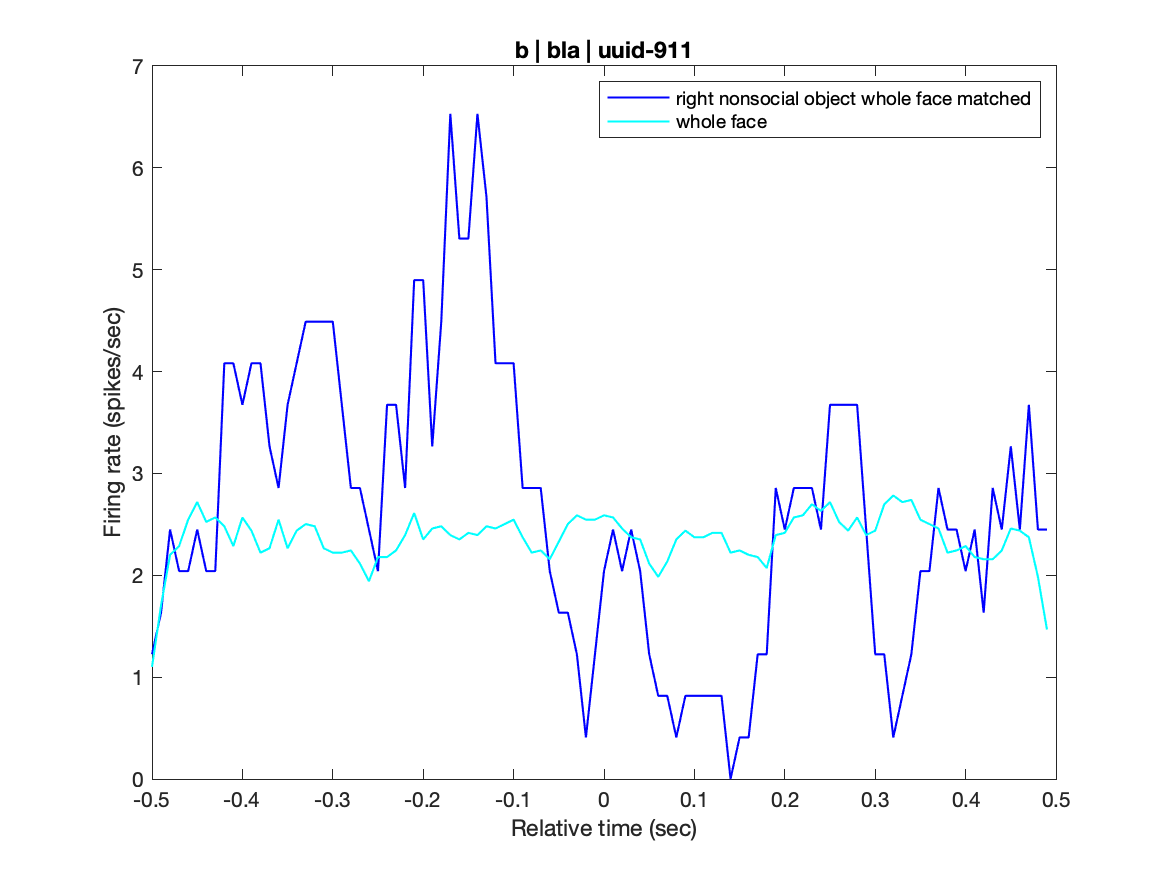 b | bla | uuid-911
right nonsocial object whole face matched
whole face
Firing rate (spikes/sec)
7
6
5
4
3
2
1
0
-0.5 -0.4 -0.3 -0.2 -0.1 0 0.1 0.2 0.3 0.4 0.5
Relative time (sec)